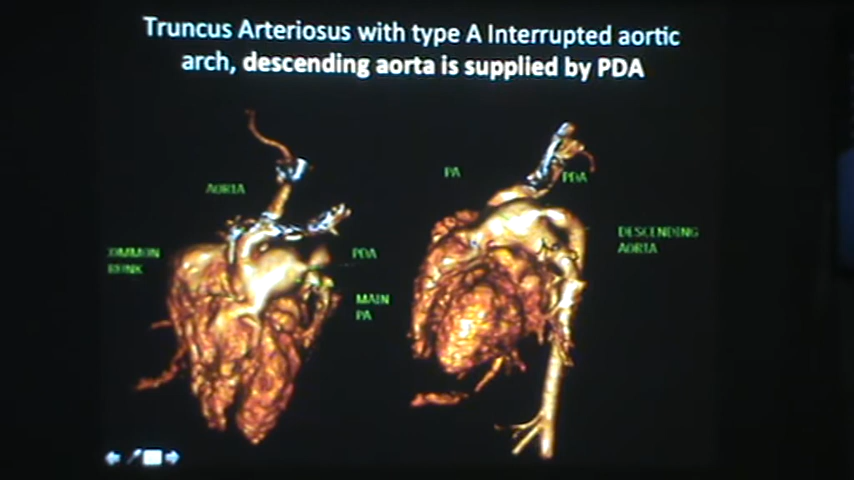 Truncus Arteriosus with type A Interrupted aortic
arch, descending aorta is supplied by PDA
AORTA
PA
PDA
DESCENDING
AORTA
PDA
MAIN
PA